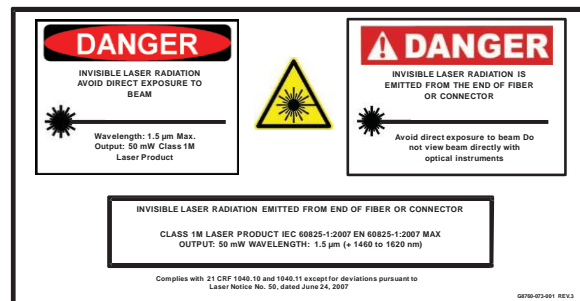 DANGER
INVISIBLE LASER RADIATION
AVOID DIRECT EXPOSURE TO
BEAM
Wavelength: 1.5 µm Max.
Output: 50 mW Class 1M
Laser Product
DANGER
INVISIBLE LASER RADIATION IS
EMITTED FROM THE END OF FIBER
OR CONNECTOR
Avoid direct exposure to beam Do
not view beam directly with
optical instruments
INVISIBLE LASER RADIATION EMITTED FROM END OF FIBER OR CONNECTOR
CLASS 1M LASER PRODUCT IEC 60825-1:2007 EN 60825-1:2007 MAX
OUTPUT: 50 mW WAVELENGTH: 1.5 µm (+ 1460 to 1620 nm)
Complies with 21 CRF 1040.10 and 1040.11 except for deviations pursuant to
Laser Notice No. 50, dated June 24, 2007
G8760-073-001 REV.3